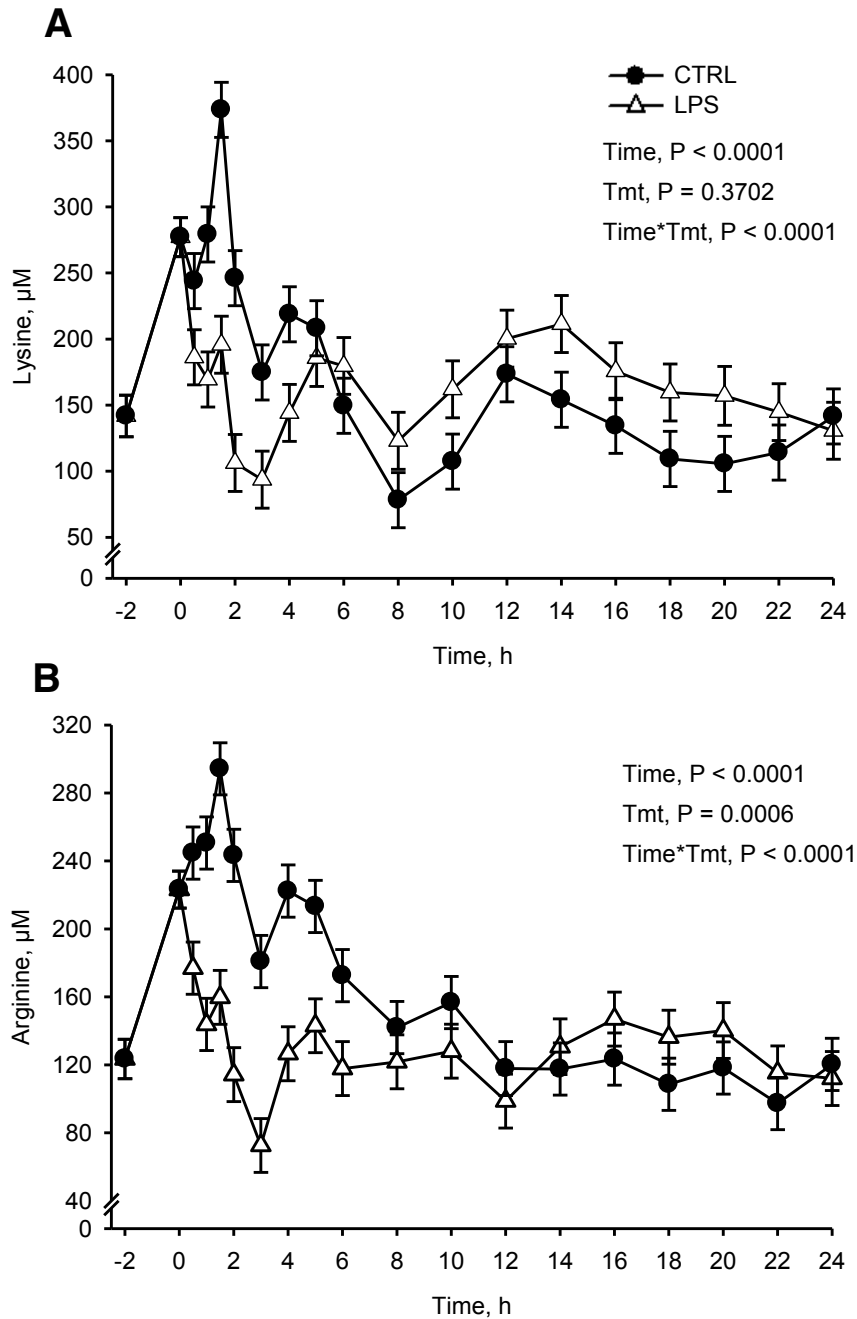 A
CTRL
LPS
Time, P < 0.0001
Tmt, P = 0.3702
Time*Tmt, P < 0.0001
Lysine, µM
400
350
300
250
200
150
100
50
0
-2 0 2 4 6 8 10 12 14 16 18 20 22 24
Time, h
B
Time, P < 0.0001
Tmt, P = 0.0006
Time*Tmt, P < 0.0001
Arginine, µM
320
280
240
200
160
120
80
40
0
-2 0 2 4 6 8 10 12 14 16 18 20 22 24
Time, h